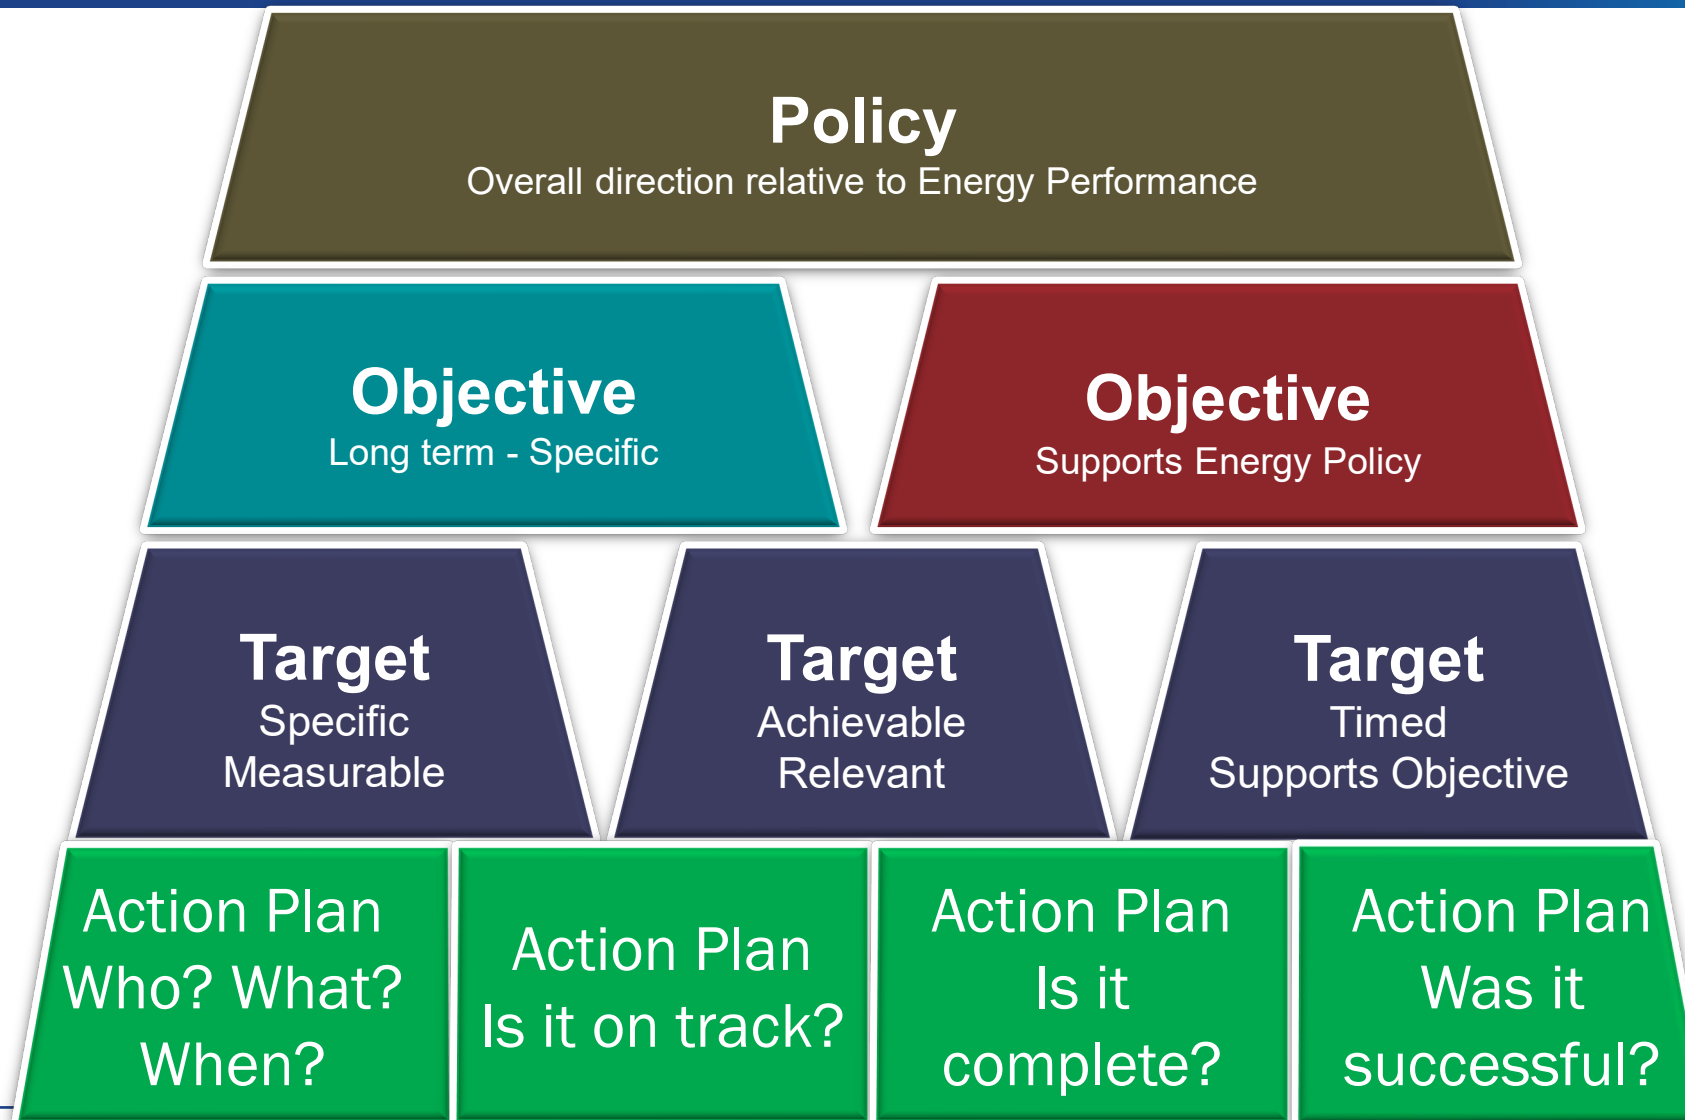 Policy
Overall direction relative to Energy Performance
Objective
Long term - Specific
Objective
Supports Energy Policy
Target
Specific
Measurable
Target
Achievable
Relevant
Target
Timed
Supports Objective
Action Plan
Who? What?
When?
Action Plan
Is it on track?
Action Plan
Is it
complete?
Action Plan
Was it
successful?